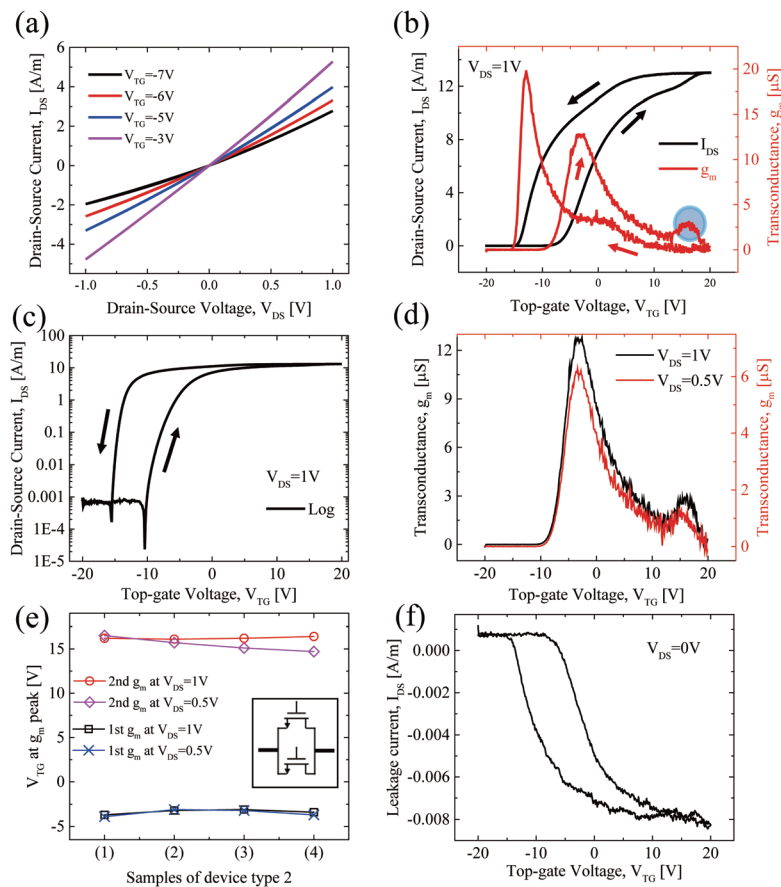 (a)
Drain-Source Current, I_DS [A/m]
6
4
2
0
-2
-4
V_TG=-7V
V_TG=-6V
V_TG=-5V
V_TG=-3V
-1.0 -0.5 0.0 0.5 1.0
Drain-Source Voltage, V_DS [V]
(b)
Drain-Source Current, I_DS [A/m]
12
9
6
3
0
V_DS=1V
I_DS
g_m
20
15
10
5
0
Transconductance, g_m [µS]
-20 -10 0 10 20
Top-gate Voltage, V_TG [V]
(c)
Drain-Source Current, I_DS [A/m]
100
10
1
0.1
0.01
0.001
1E-4
1E-5
V_DS=1V
Log
-20 -10 0 10 20
Top-gate Voltage, V_TG [V]
(d)
Transconductance, g_m [µS]
12
9
6
3
0
V_DS=1V
V_DS=0.5V
6
4
2
0
Transconductance, g_m [µS]
-20 -10 0 10 20
Top-gate Voltage, V_TG [V]
(e)
V_TG at g_m peak [V]
15
10
5
0
-5
2nd g_m at V_DS=1V
2nd g_m at V_DS=0.5V
1st g_m at V_DS=1V
1st g_m at V_DS=0.5V
(1) (2) (3) (4)
Samples of device type 2
(f)
Leakage current, I_DS [A/m]
0.000
-0.002
-0.004
-0.006
-0.008
V_DS=0V
-20 -10 0 10 20
Top-gate Voltage, V_TG [V]